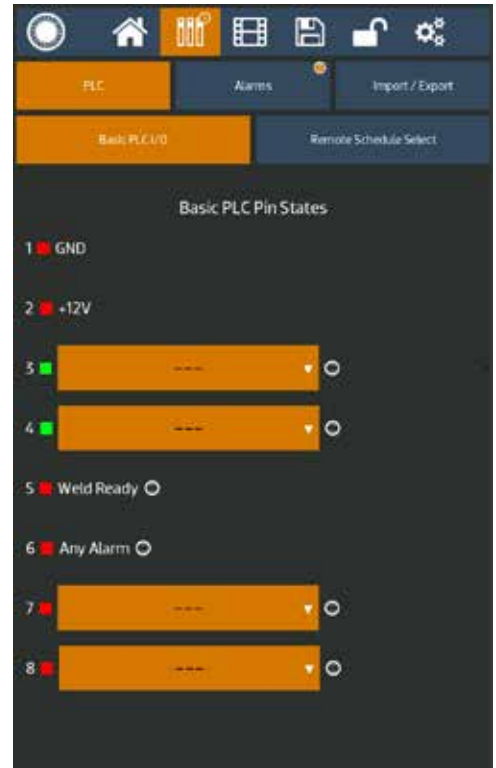 PLC Alarms Import / Export
Basic PLC I/O Remote Schedule Select
Basic PLC Pin States
1 GND
2 +12V
3 ---
4 ---
5 Weld Ready
6 Any Alarm
7 ---
8 ---